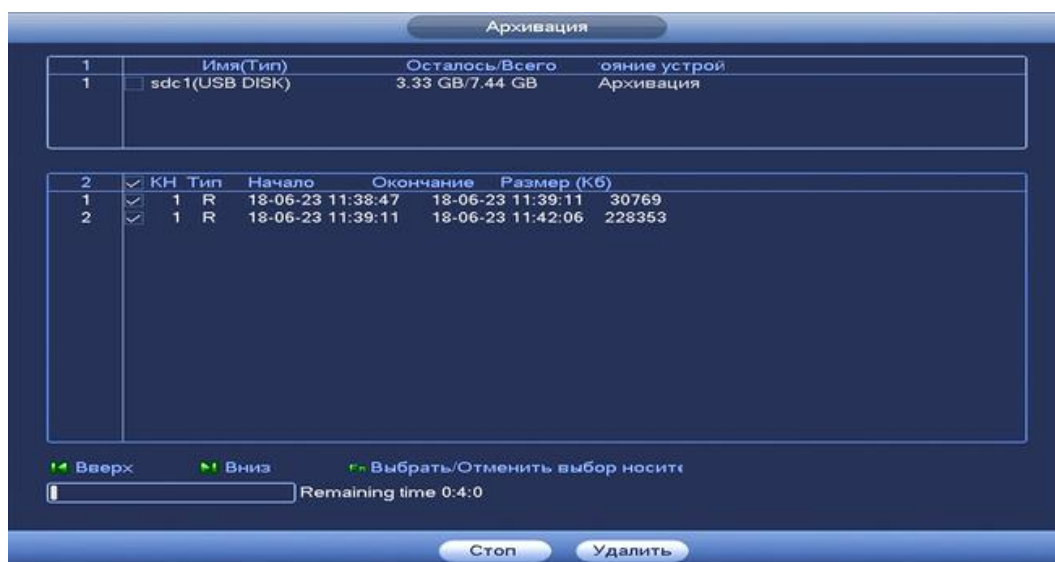 Архивация
1 Имя(Тип) Осталось/Всего ояние устрой
1 sdc1(USB DISK) 3.33 GB/7.44 GB Архивация
2 КН Тип Начало Окончание Размер (Кб)
1 1 R 18-06-23 11:38:47 18-06-23 11:39:11 30769
2 1 R 18-06-23 11:39:11 18-06-23 11:42:06 228353
Вверх Вниз Fn Выбрать/Отменить выбор носите
Remaining time 0:4:0
Стоп Удалить